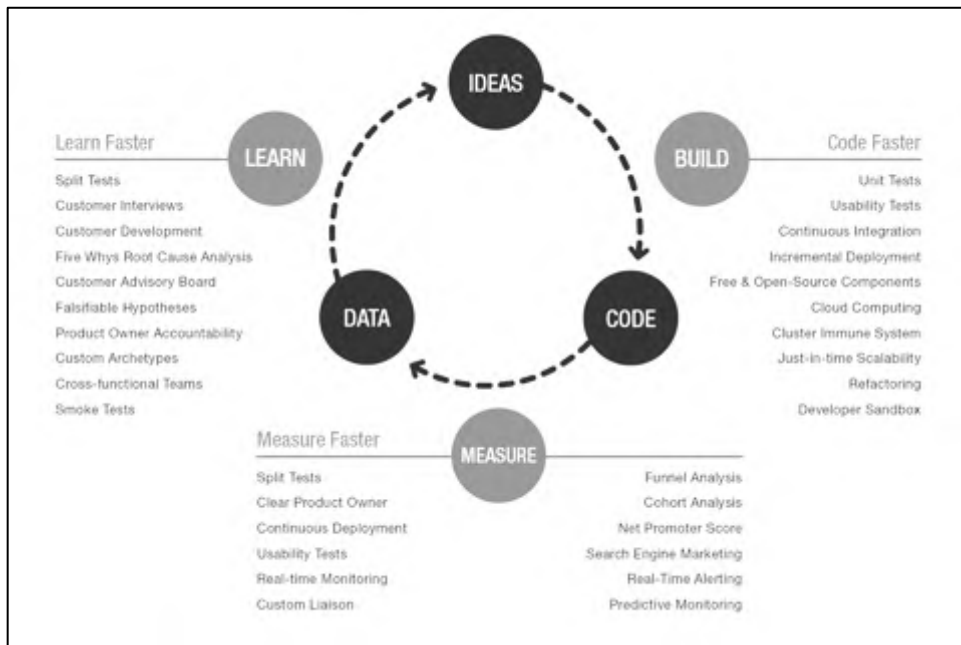 IDEAS
Learn Faster
LEARN
Split Tests
Customer Interviews
Customer Development
Five Whys Root Cause Analysis
Customer Advisory Board
Falsifiable Hypotheses
Product Owner Accountability
Custom Archetypes
Cross-functional Teams
Smoke Tests
BUILD
Code Faster
Unit Tests
Usability Tests
Continuous Integration
Incremental Deployment
Free & Open-Source Components
Cloud Computing
Cluster Immune System
Just-in-time Scalability
Refactoring
Developer Sandbox
DATA
CODE
Measure Faster
MEASURE
Split Tests
Clear Product Owner
Continuous Deployment
Usability Tests
Real-time Monitoring
Custom Liaison
Funnel Analysis
Cohort Analysis
Net Promoter Score
Search Engine Marketing
Real-Time Alerting
Predictive Monitoring